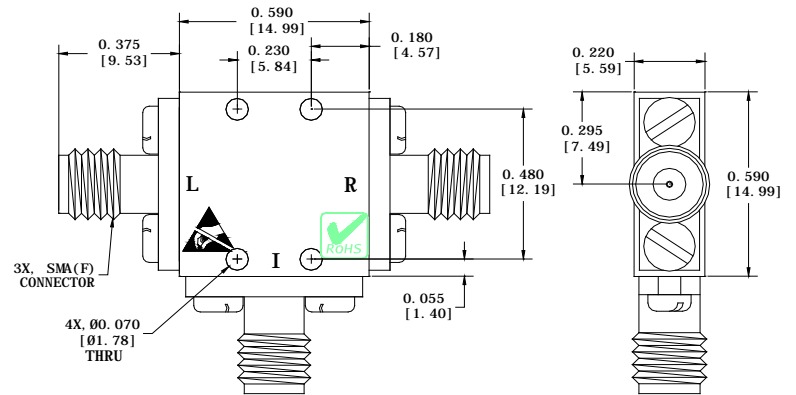 0.590
[14.99]
0.375
[9.53]
0.230
[5.84]
0.180
[4.57]
0.220
[5.59]
0.295
[7.49]
0.480
[12.19]
0.590
[14.99]
L
R
RoHS
I
3X, SMA(F)
CONNECTOR
0.055
[1.40]
4X, Ø0.070
[Ø1.78]
THRU